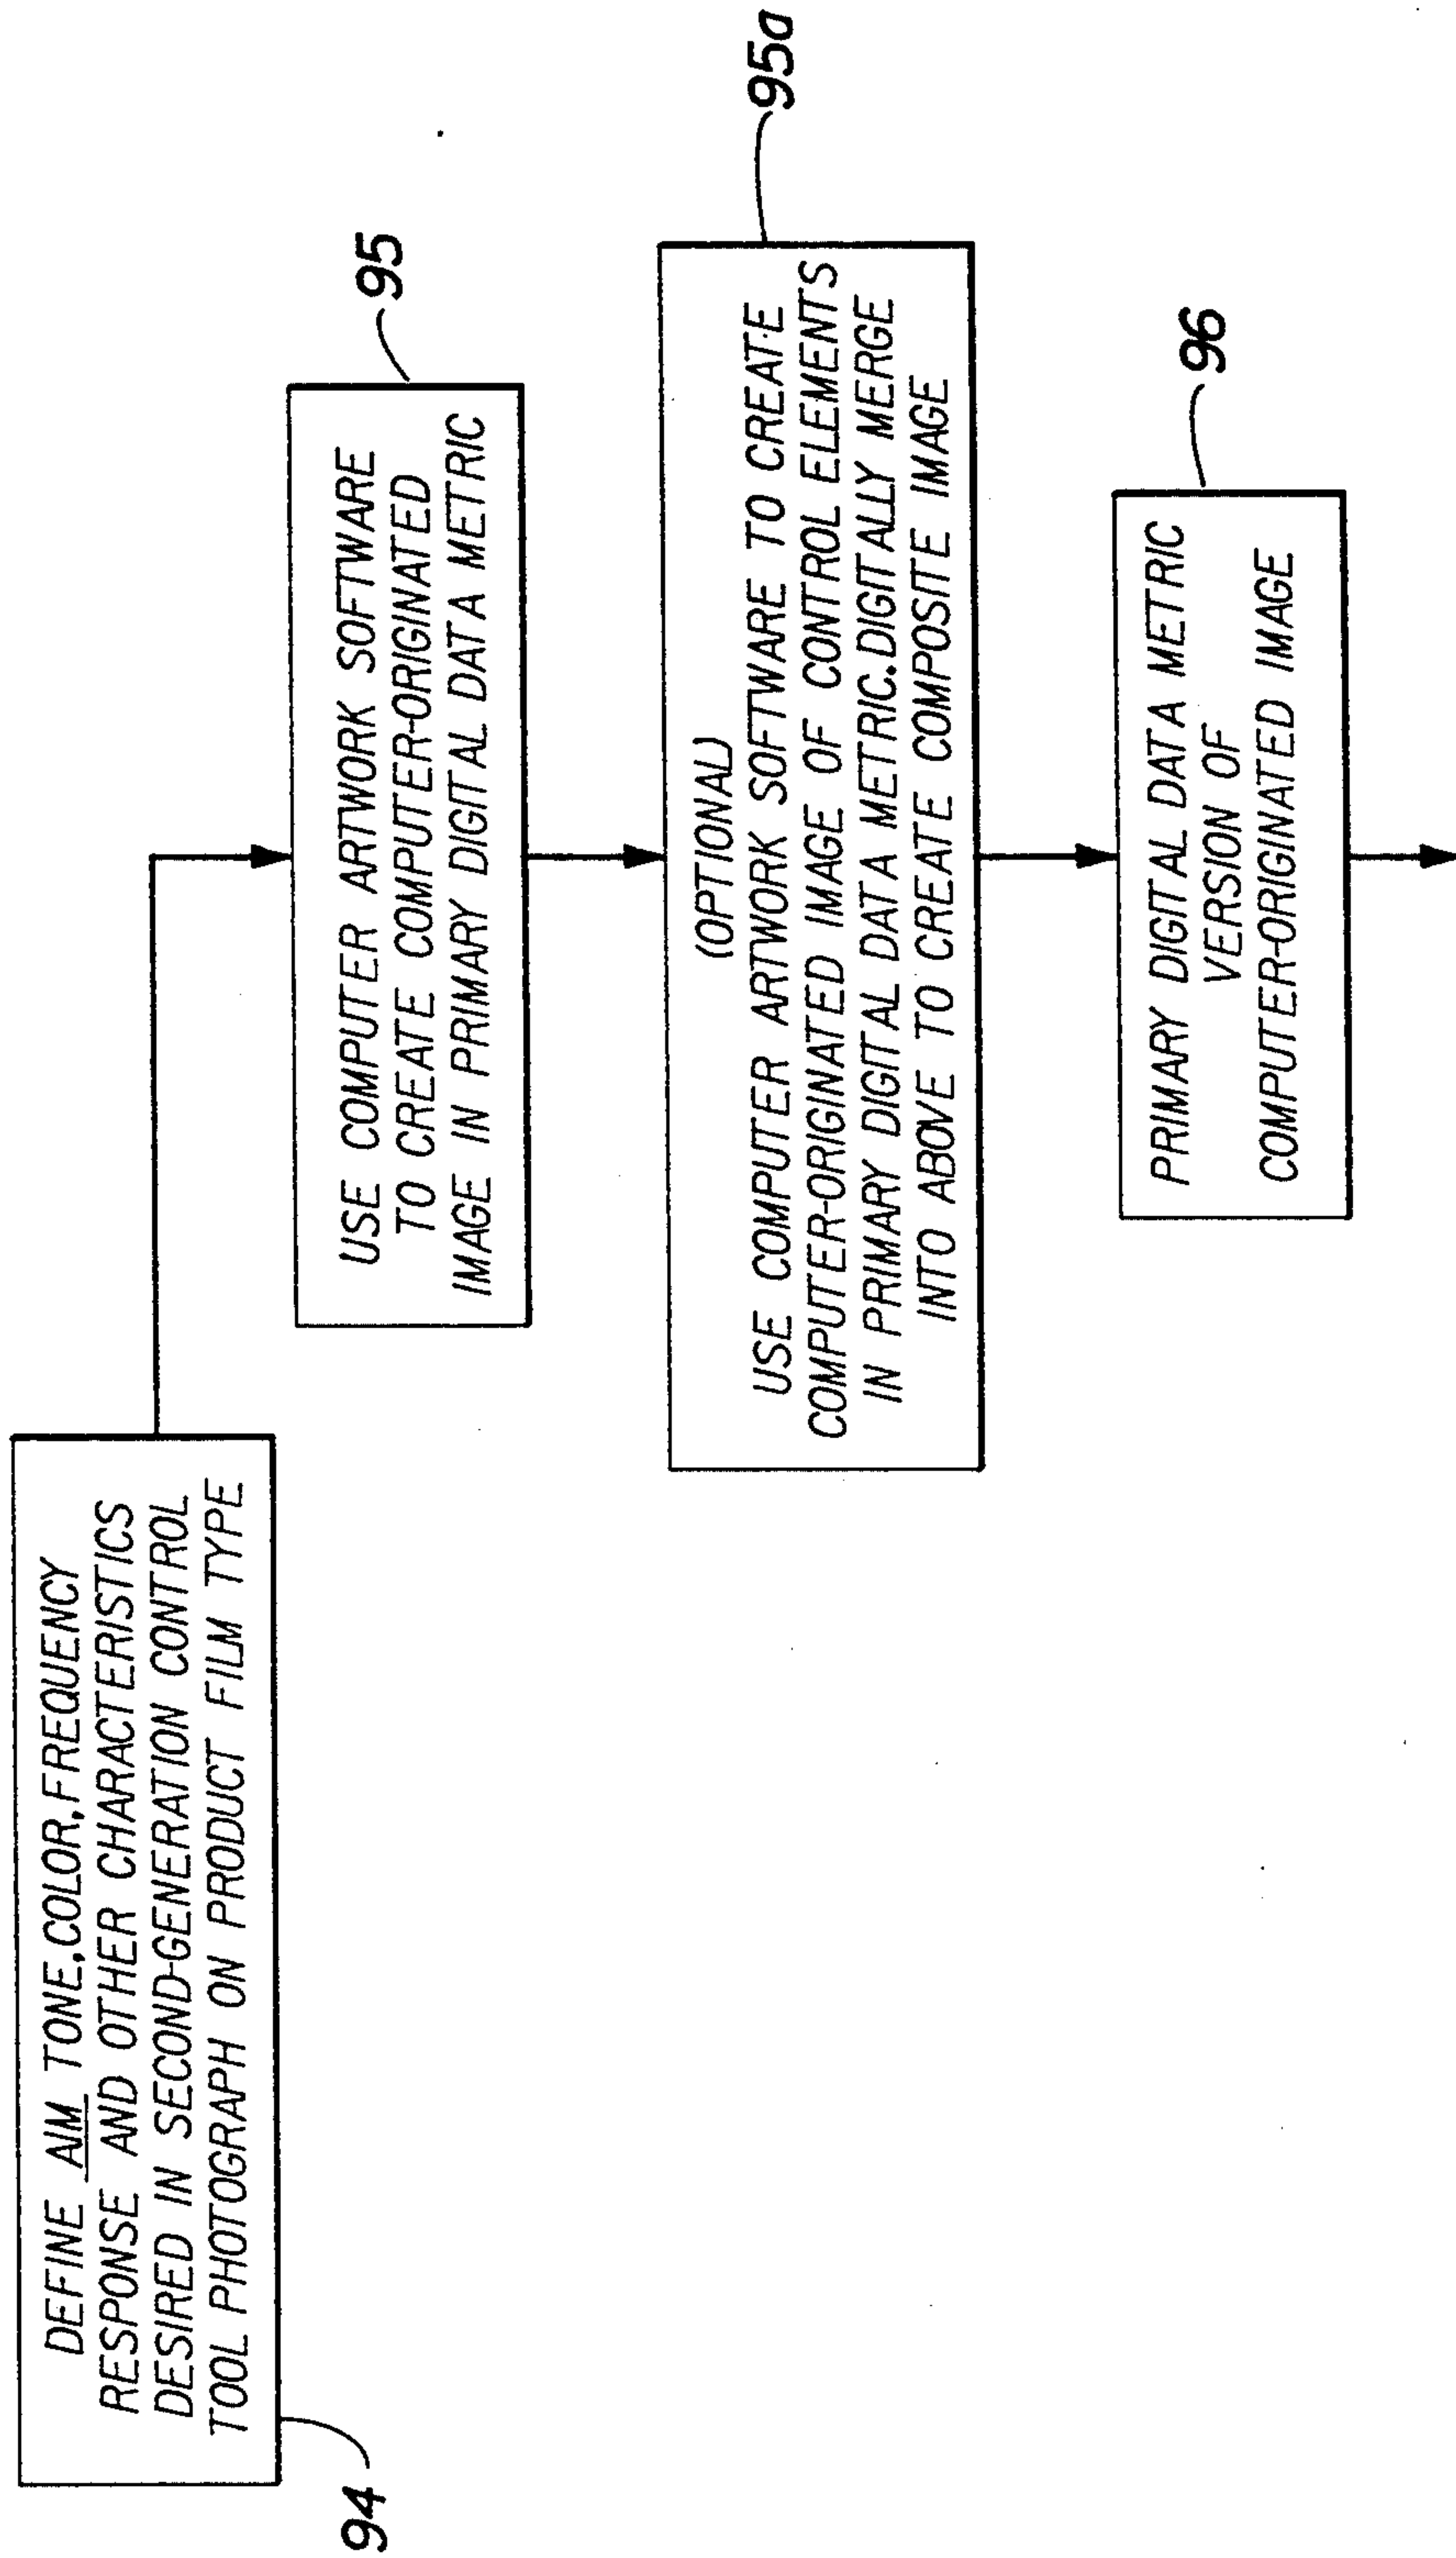 DEFINE AIM TONE,COLOR,FREQUENCY
RESPONSE AND OTHER CHARACTERISTICS
DESIRED IN SECOND-GENERATION CONTROL
TOOL PHOTOGRAPH ON PRODUCT FILM TYPE
94
USE COMPUTER ARTWORK SOFTWARE
TO CREATE COMPUTER-ORIGINATED
IMAGE IN PRIMARY DIGITAL DATA METRIC
95
(OPTIONAL)
USE COMPUTER ARTWORK SOFTWARE TO CREATE
COMPUTER-ORIGINATED IMAGE OF CONTROL ELEMENTS
IN PRIMARY DIGITAL DATA METRIC.DIGITALLY MERGE
INTO ABOVE TO CREATE COMPOSITE IMAGE
95a
PRIMARY DIGITAL DATA METRIC
VERSION OF
COMPUTER-ORIGINATED IMAGE
96